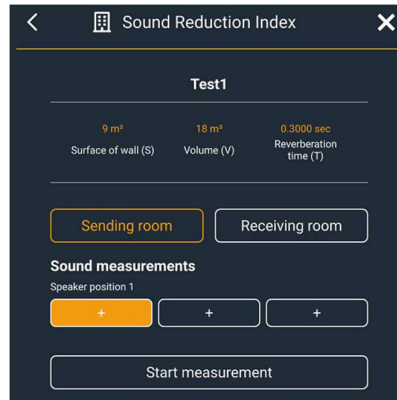 Sound Reduction Index
Test1
9 m²
18 m³
0.3000 sec
Surface of wall (S)
Volume (V)
Reverberation
time (T)
Sending room
Receiving room
Sound measurements
Speaker position 1
+
+
+
Start measurement